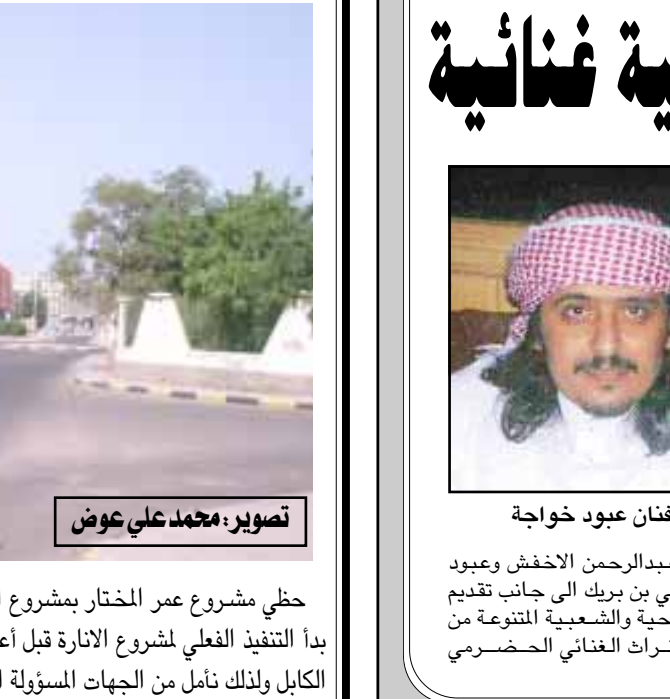 ية غنائية
فنان عبود خواجة
عبدالرحمن الاخفش وعبود
ي بن بريك الى جانب تقديم
حية والشعبية المتنوعة من
تراث الغنائي الحضرمي
تصوير: محمد علي عوض
حظي مشروع عمر المختار بمشروع ا
بدأ التنفيذ الفعلي لمشروع الانارة قبل أع
الكابل ولذلك نأمل من الجهات المسؤولة ا